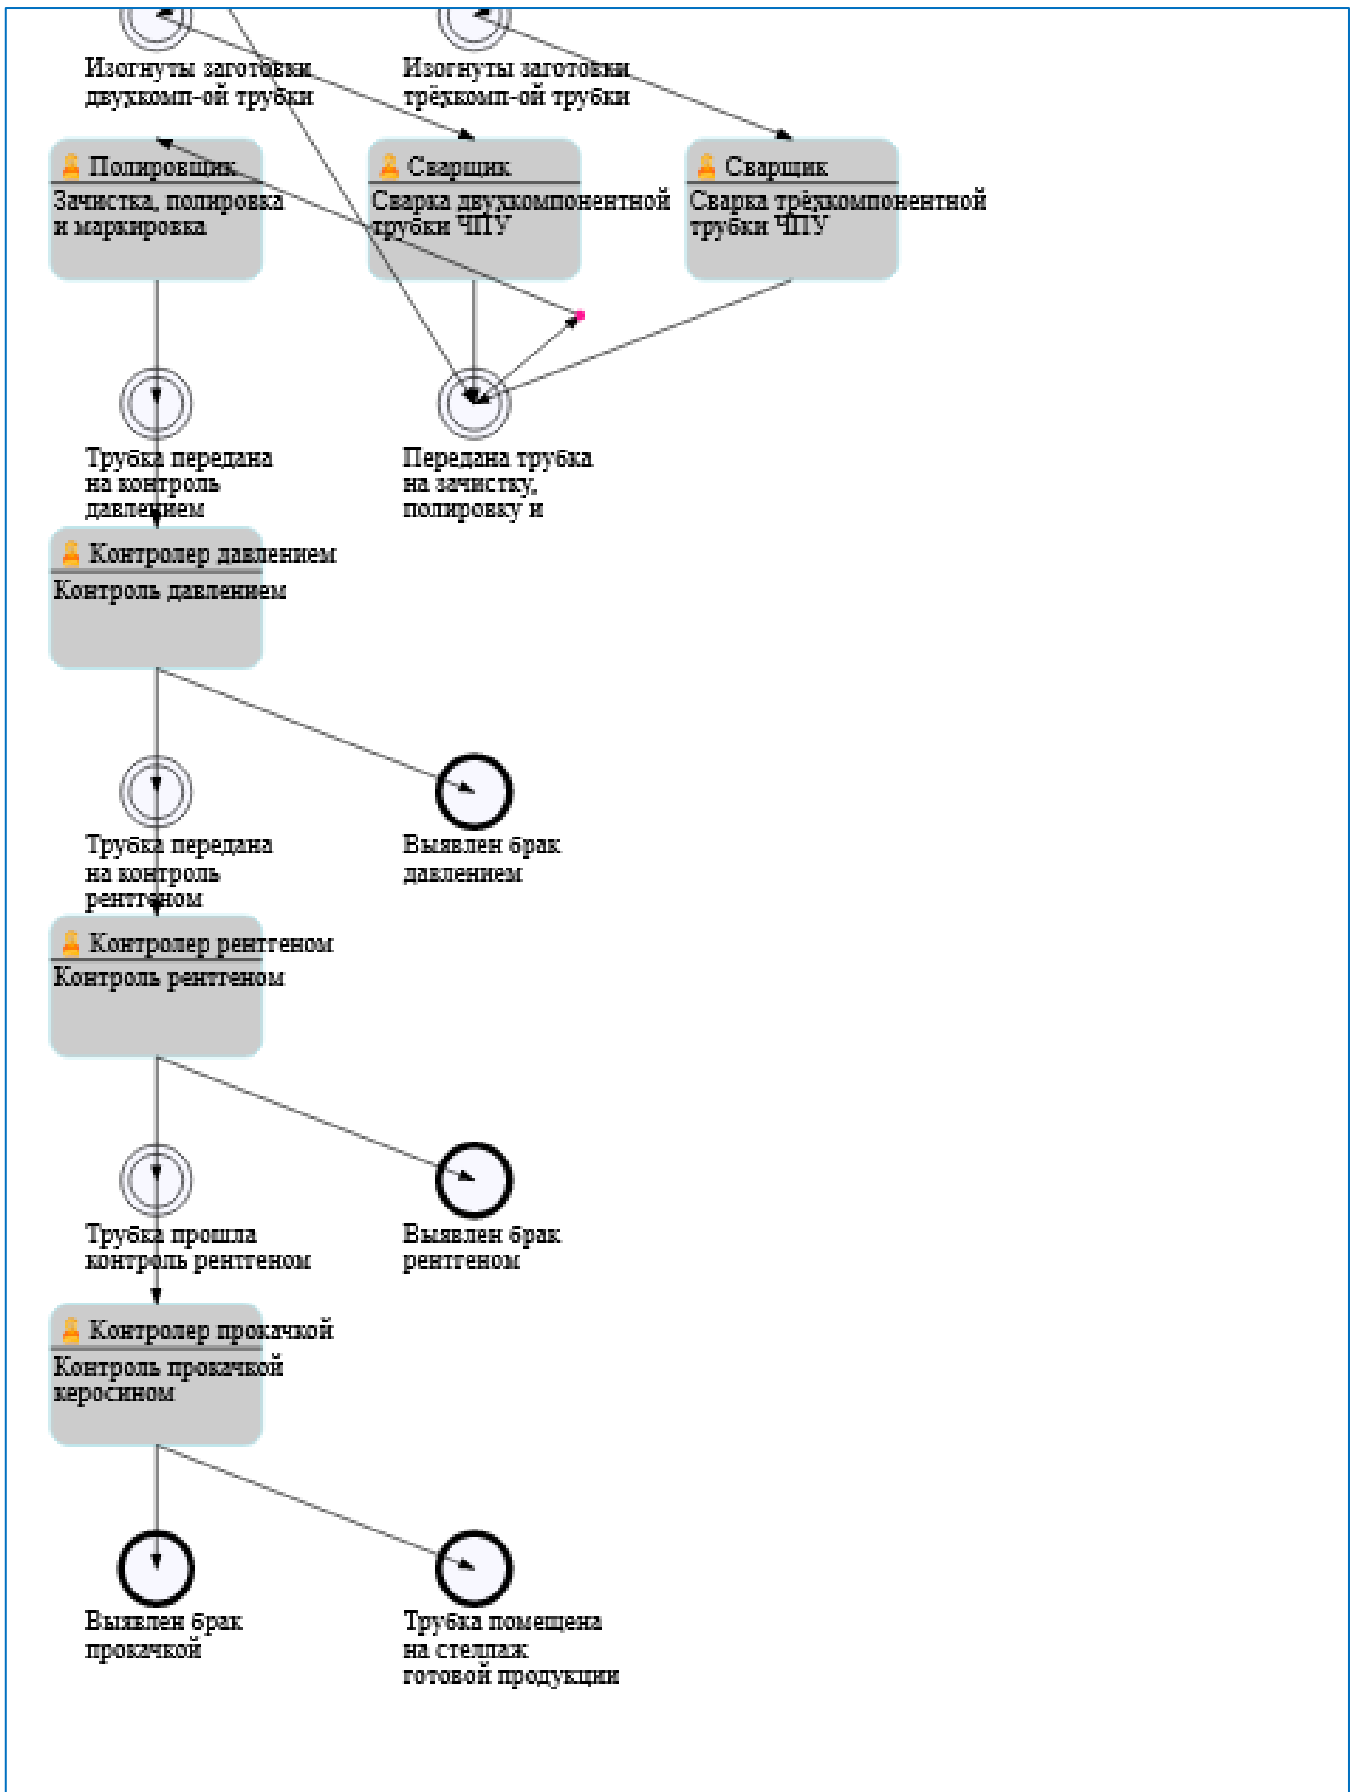 Изогнуты заготовки
двухкомп-ой трубки
Изогнуты заготовки
трёхкомп-ой трубки
Полировщик
Зачистка, полировка
и маркировка
Сварщик
Сварка двухкомпонентной
трубки ЧПУ
Сварщик
Сварка трёхкомпонентной
трубки ЧПУ
Трубка передана
на контроль
давлением
Передана трубка
на зачистку,
полировку и
Контролер давлением
Контроль давлением
Трубка передана
на контроль
рентгеном
Выявлен брак
давлением
Контролер рентгеном
Контроль рентгеном
Трубка прошла
контроль рентгеном
Выявлен брак
рентгеном
Контролер прокачкой
Контроль прокачкой
керосином
Выявлен брак
прокачкой
Трубка помещена
на стеллаж
готовой продукции